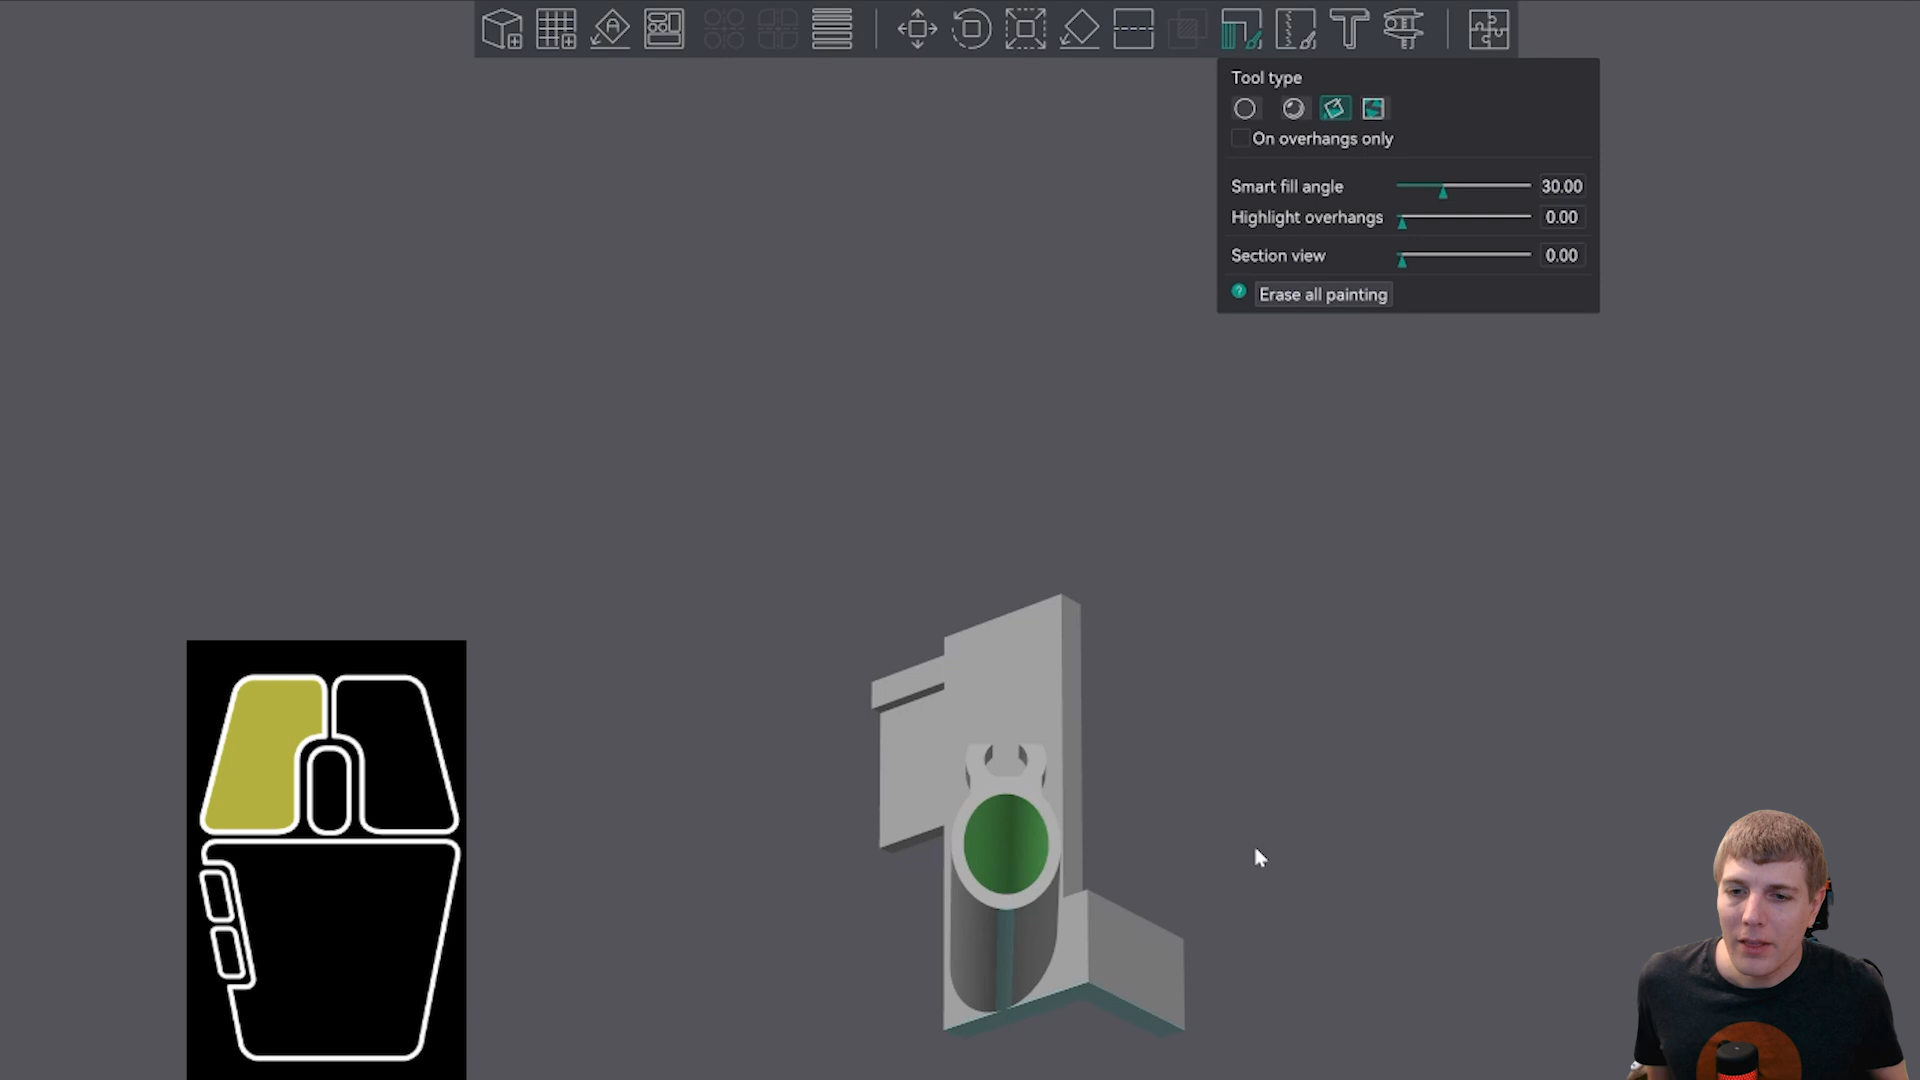 Tool type
On overhangs only
Smart fill angle 30.00
Highlight overhangs 0.00
Section view 0.00
? Erase all painting